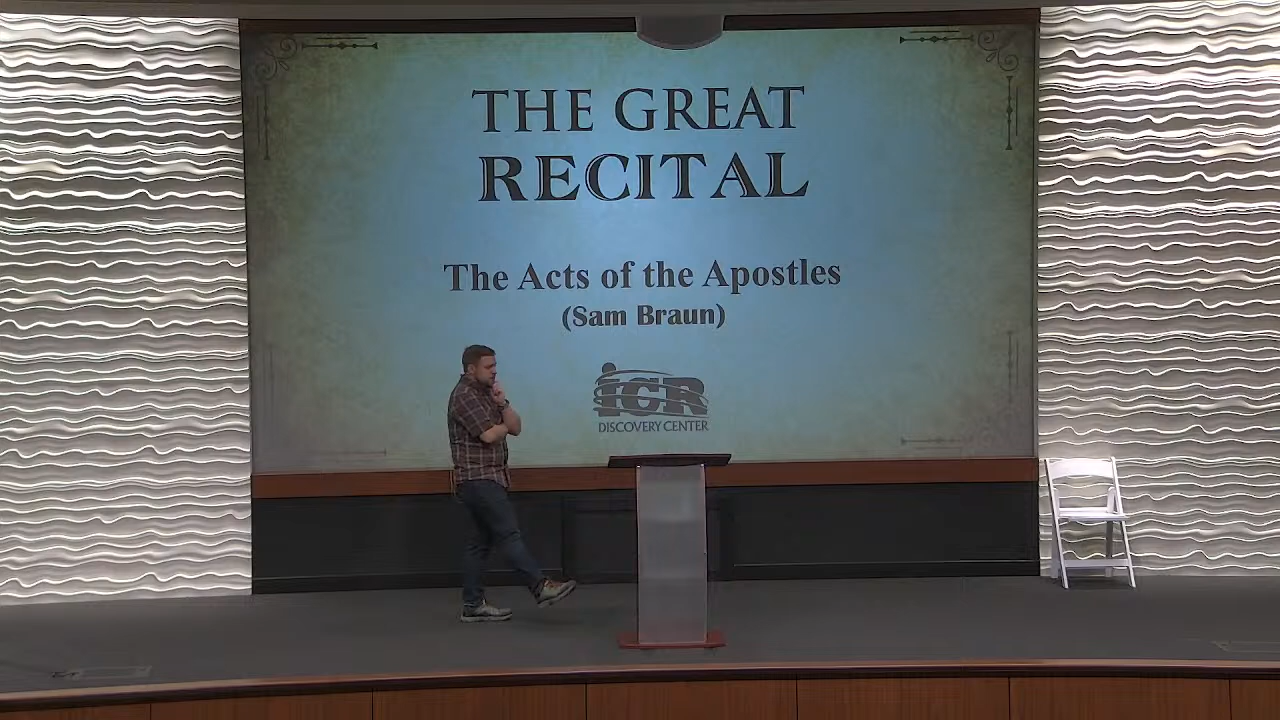 THE GREAT
RECITAL
The Acts of the Apostles
(Sam Braun)
iCR
DISCOVERY CENTER